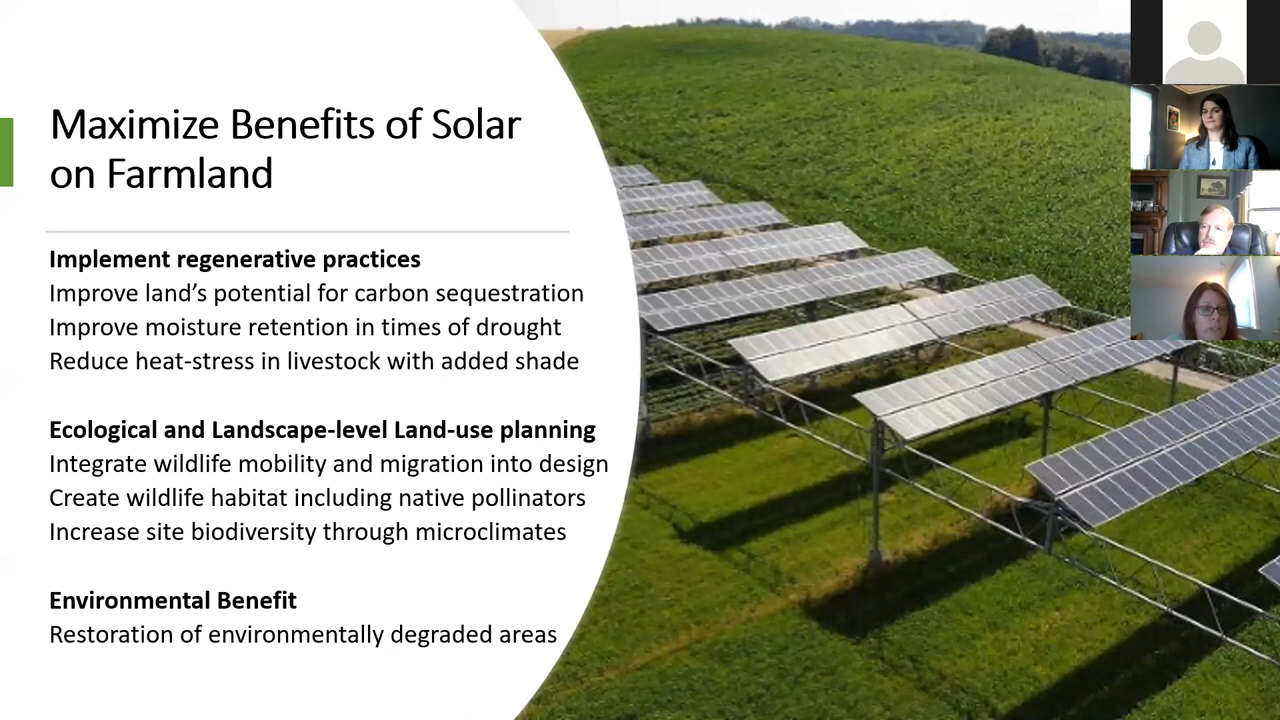 Maximize Benefits of Solar
on Farmland
Implement regenerative practices
Improve land’s potential for carbon sequestration
Improve moisture retention in times of drought
Reduce heat-stress in livestock with added shade
Ecological and Landscape-level Land-use planning
Integrate wildlife mobility and migration into design
Create wildlife habitat including native pollinators
Increase site biodiversity through microclimates
Environmental Benefit
Restoration of environmentally degraded areas